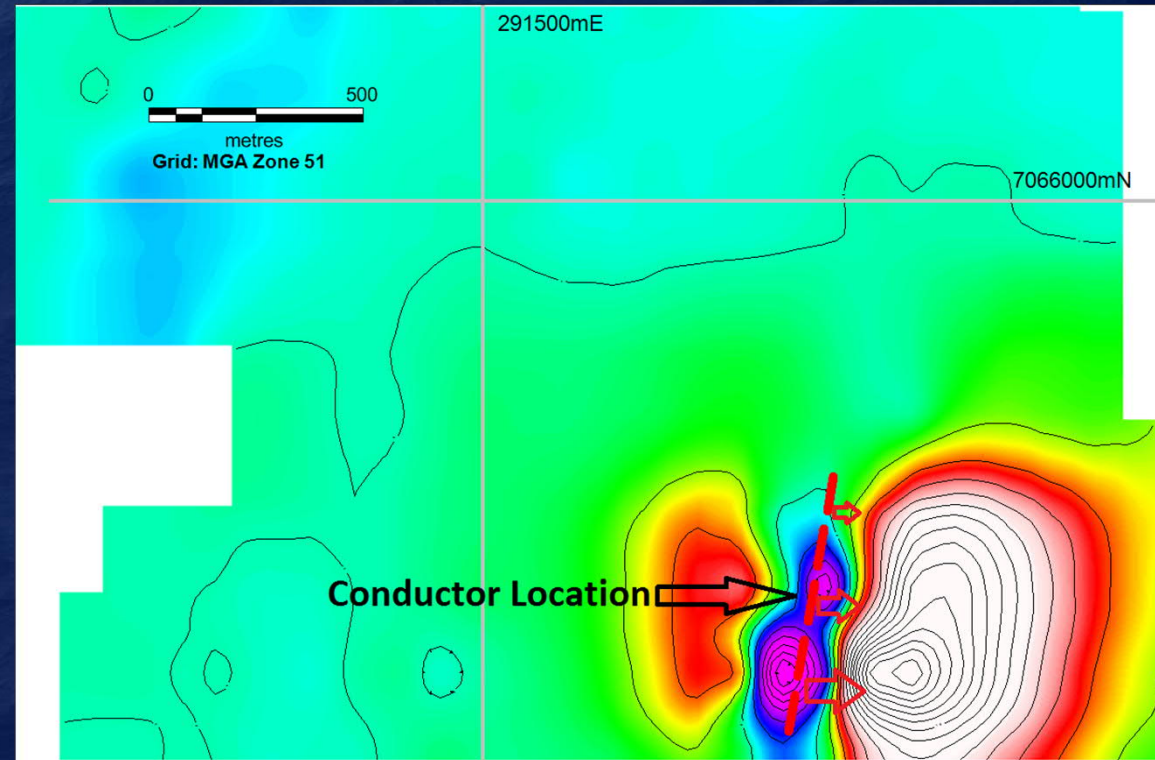 291500mE
0 500
metres
Grid: MGA Zone 51
7066000mN
Conductor Location